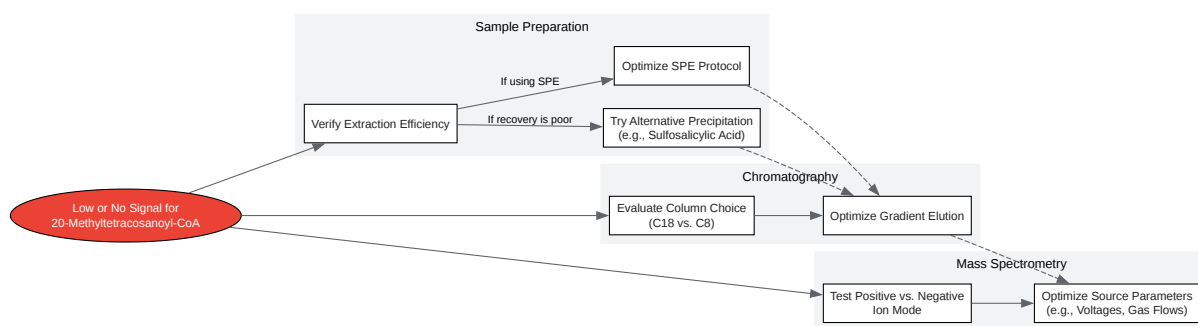 Sample Preparation
Optimize SPE Protocol
If using SPE
Verify Extraction Efficiency
If recovery is poor
Try Alternative Precipitation
(e.g., Sulfosalicylic Acid)
Low or No Signal for
20-Methyltetracosanoyl-CoA
Chromatography
Evaluate Column Choice
(C18 vs. C8)
Optimize Gradient Elution
Mass Spectrometry
Test Positive vs. Negative
Ion Mode
Optimize Source Parameters
(e.g., Voltages, Gas Flows)